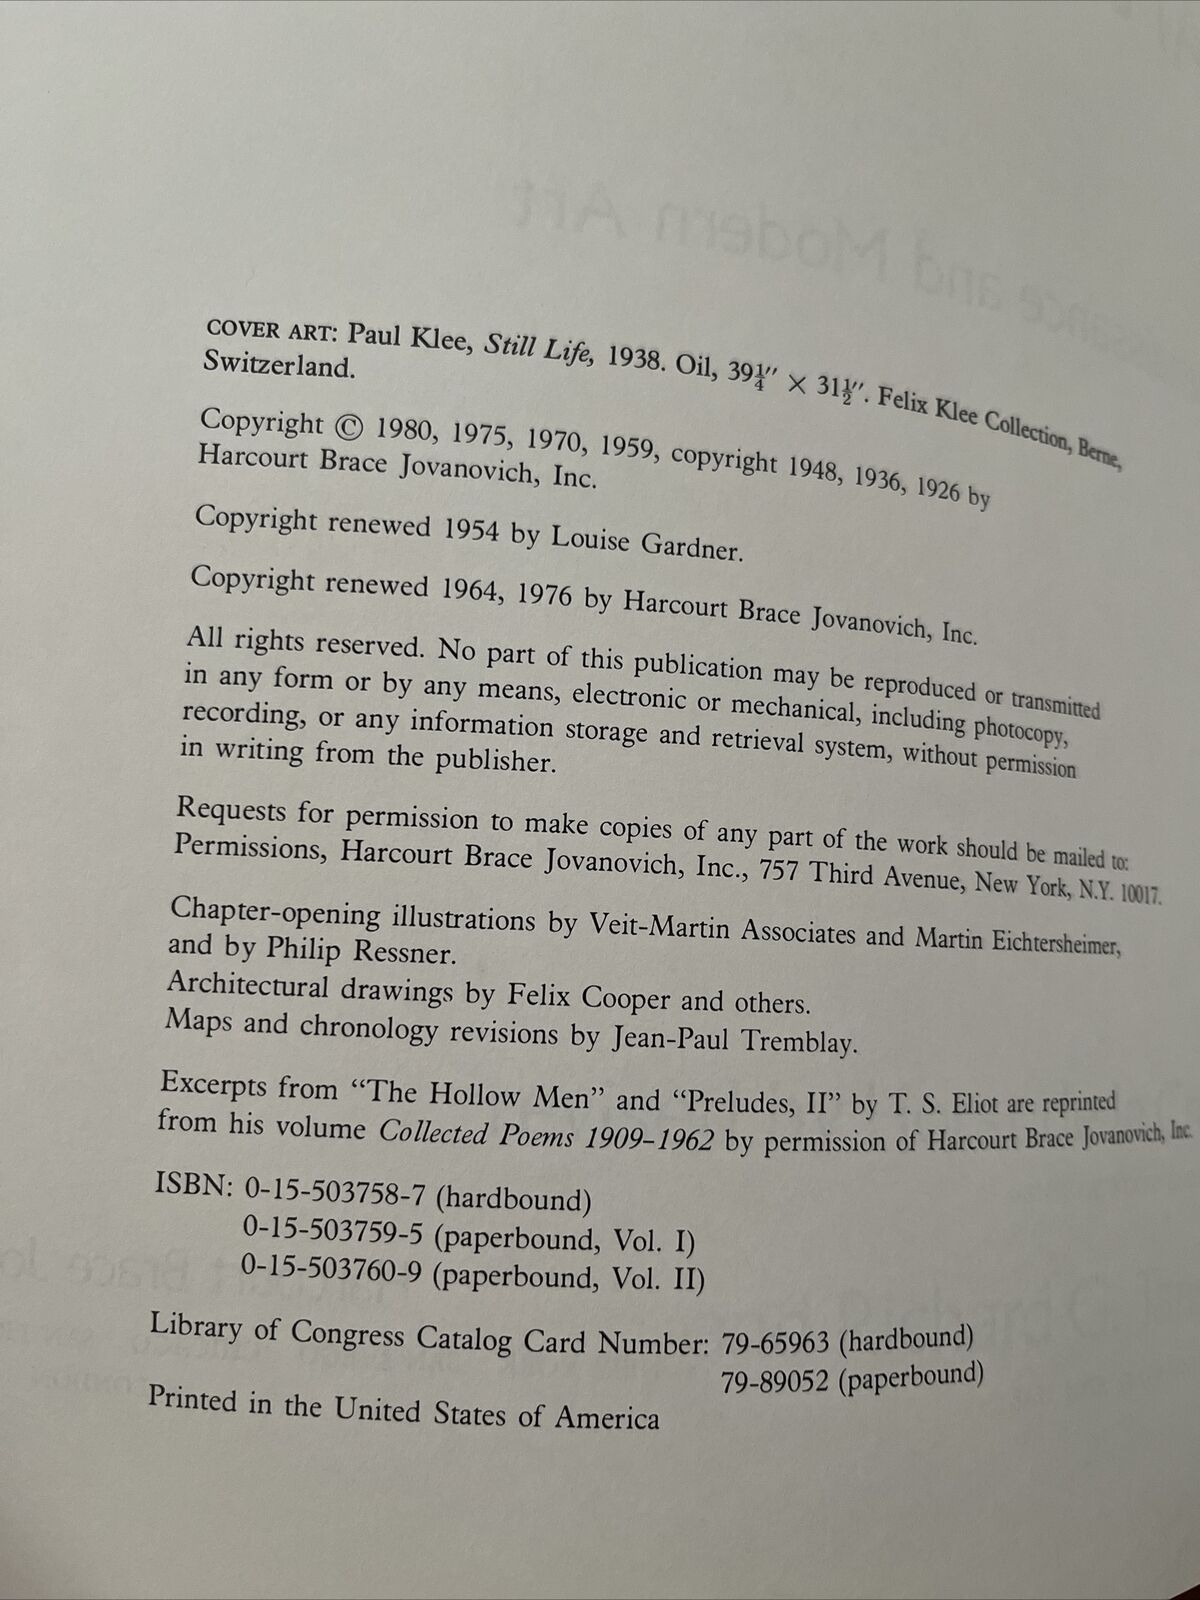 COVER ART: Paul Klee, Still Life, 1938. Oil, 39¼″ × 31½″. Felix Klee Collection, Berne,
Switzerland.
Copyright © 1980, 1975, 1970, 1959, copyright 1948, 1936, 1926 by
Harcourt Brace Jovanovich, Inc.
Copyright renewed 1954 by Louise Gardner.
Copyright renewed 1964, 1976 by Harcourt Brace Jovanovich, Inc.
All rights reserved. No part of this publication may be reproduced or transmitted
in any form or by any means, electronic or mechanical, including photocopy,
recording, or any information storage and retrieval system, without permission
in writing from the publisher.
Requests for permission to make copies of any part of the work should be mailed to:
Permissions, Harcourt Brace Jovanovich, Inc., 757 Third Avenue, New York, N.Y. 10017.
Chapter-opening illustrations by Veit-Martin Associates and Martin Eichtersheimer,
and by Philip Ressner.
Architectural drawings by Felix Cooper and others.
Maps and chronology revisions by Jean-Paul Tremblay.
Excerpts from “The Hollow Men” and “Preludes, II” by T. S. Eliot are reprinted
from his volume Collected Poems 1909–1962 by permission of Harcourt Brace Jovanovich, Inc.
ISBN: 0-15-503758-7 (hardbound)
0-15-503759-5 (paperbound, Vol. I)
0-15-503760-9 (paperbound, Vol. II)
Library of Congress Catalog Card Number: 79-65963 (hardbound)
79-89052 (paperbound)
Printed in the United States of America